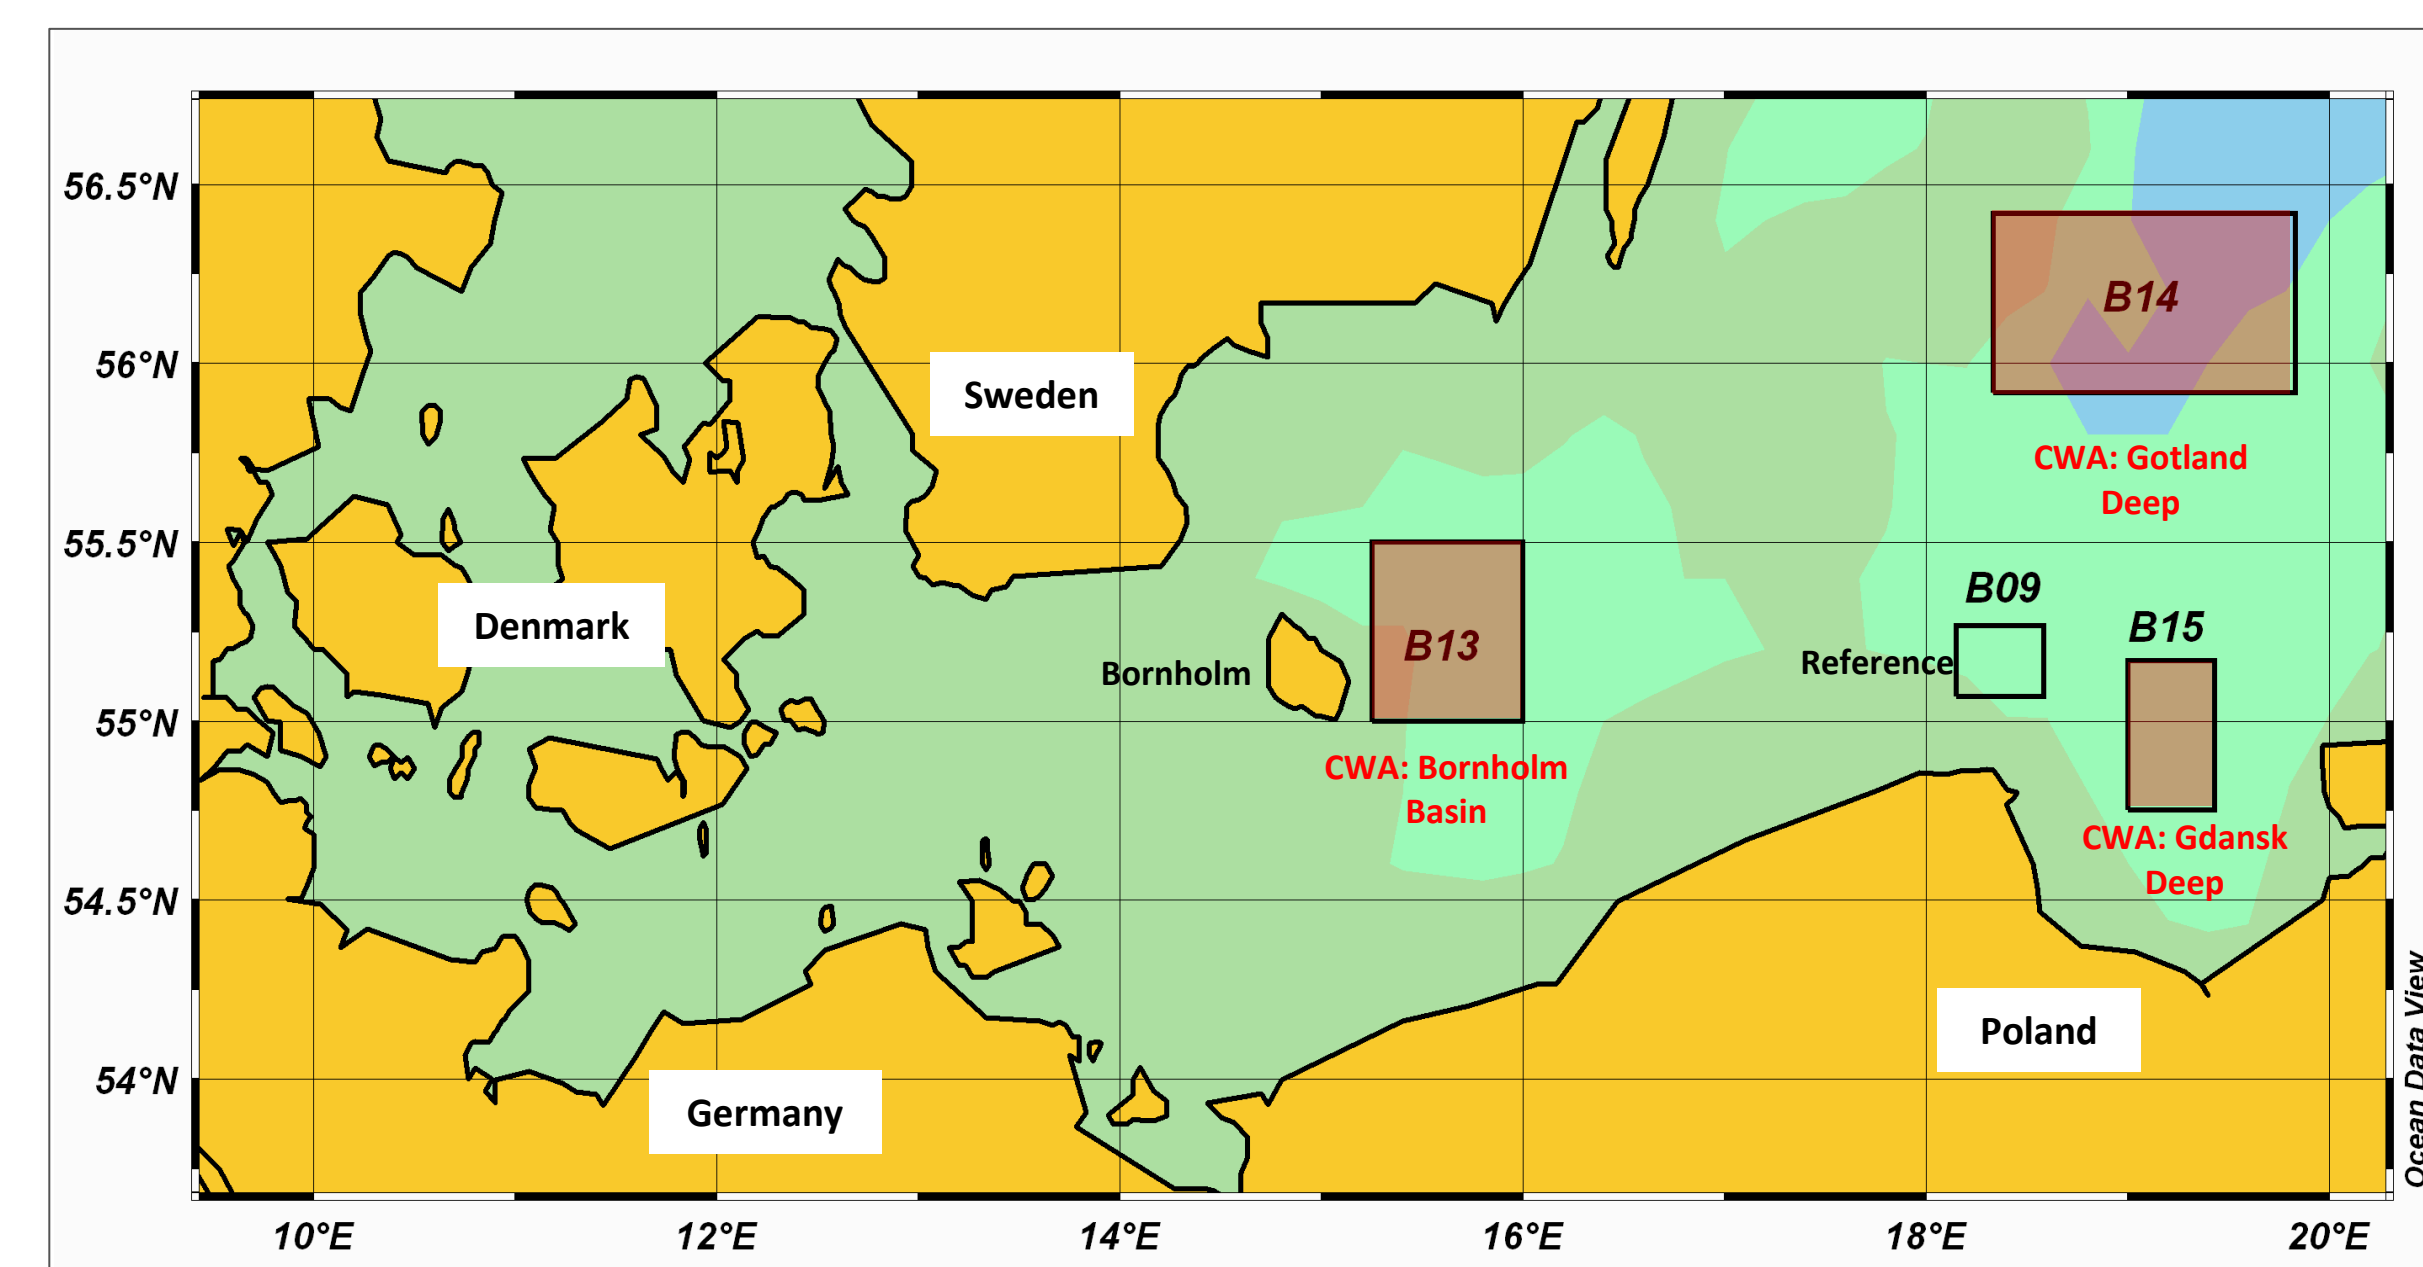 56.5°N
56°N
55.5°N
55°N
54.5°N
54°N
10°E
12°E
14°E
16°E
18°E
20°E
B14
Sweden
CWA: Gotland
Deep
B09
Denmark
B13
B15
Bornholm
Reference
CWA: Bornholm
Basin
CWA: Gdansk
Deep
Poland
Germany
Ocean Data View